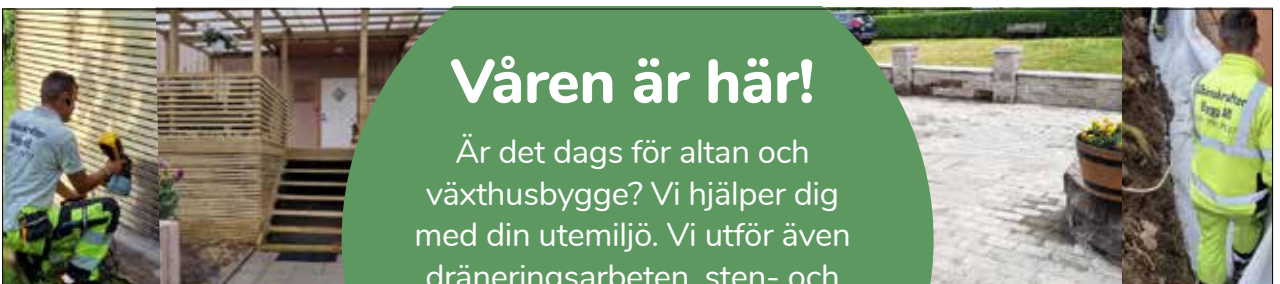 Våren är här!
Är det dags för altan och
växthusbygge? Vi hjälper dig
med din utemiljö. Vi utför även
dräneringsarbeten, sten- och